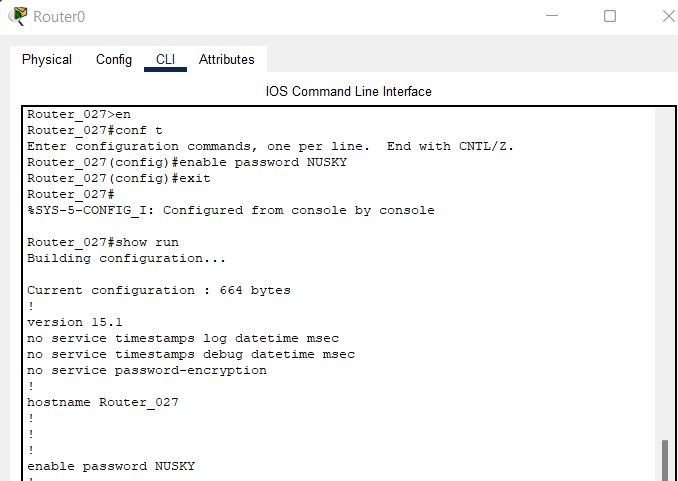 Router0
Physical Config CLI Attributes
IOS Command Line Interface
Router_027>en
Router_027#conf t
Enter configuration commands, one per line.  End with CNTL/Z.
Router_027(config)#enable password NUSKY
Router_027(config)#exit
Router_027#
%SYS-5-CONFIG_I: Configured from console by console
Router_027#show run
Building configuration...
Current configuration : 664 bytes
!
version 15.1
no service timestamps log datetime msec
no service timestamps debug datetime msec
no service password-encryption
!
hostname Router_027
!
!
!
enable password NUSKY
!